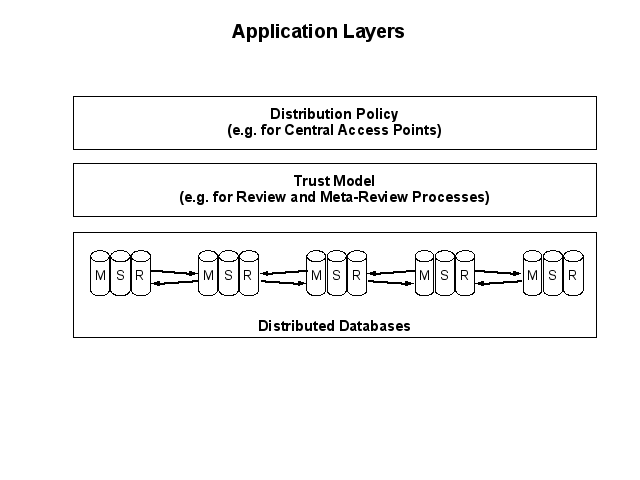 Application Layers
Distribution Policy
(e.g. for Central Access Points)
Trust Model
(e.g. for Review and Meta-Review Processes)
M S R M S R M S R M S R M S R
Distributed Databases